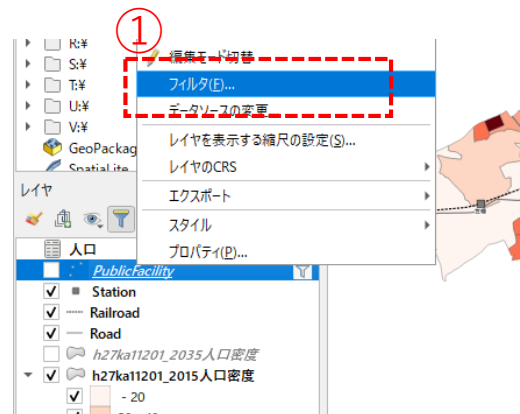 ①
R:¥
S:¥
T:¥
U:¥
V:¥
GeoPackag
SpatiaLite
編集モード切替
フィルタ(F)...
データソースの変更...
レイヤを表示する縮尺の設定(S)...
レイヤのCRS
エクスポート
スタイル
プロパティ(P)...
レイヤ
人口
PublicFacility
Station
Railroad
Road
h27ka11201_2035人口密度
h27ka11201_2015人口密度
- 20